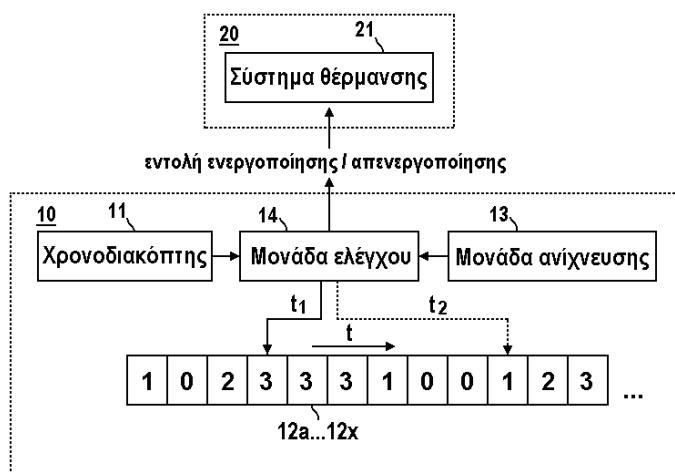 20 21
Σύστημα θέρμανσης
εντολή ενεργοποίησης / απενεργοποίησης
10 11 14 13
Χρονοδιακόπτης Μονάδα ελέγχου Μονάδα ανίχνευσης
t1 t2
t
1 0 2 3 3 3 1 0 0 1 2 3 ...
12a...12x